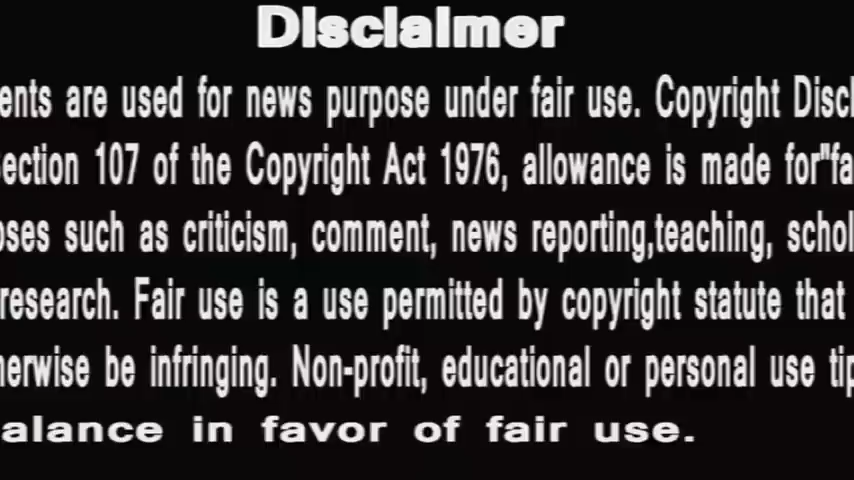 Disclaimer
ents are used for news purpose under fair use. Copyright Discl
ection 107 of the Copyright Act 1976, allowance is made for"fa
oses such as criticism, comment, news reporting,teaching, schol
research. Fair use is a use permitted by copyright statute that
herwise be infringing. Non-profit, educational or personal use tip
alance in favor of fair use.